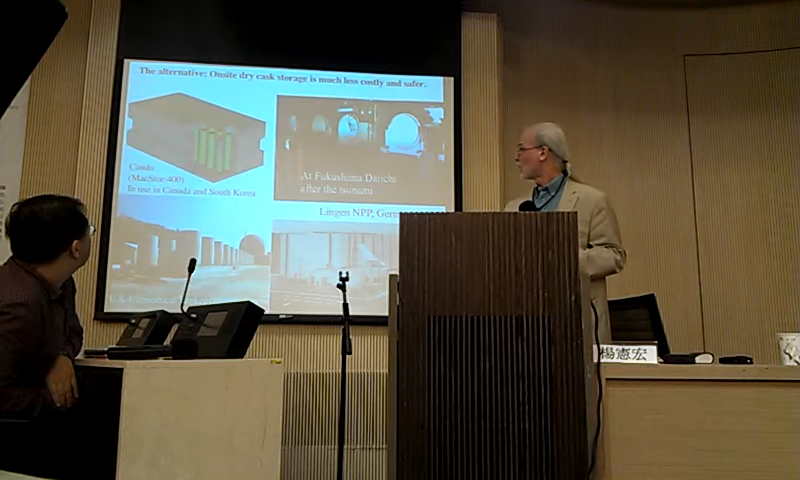 The alternative: Onsite dry cask storage is much less costly and safer.
Candu
(MacStor-400)
In use in Canada and South Korea
At Fukushima Daiichi
after the tsunami
Lingen NPP,
楊憲宏